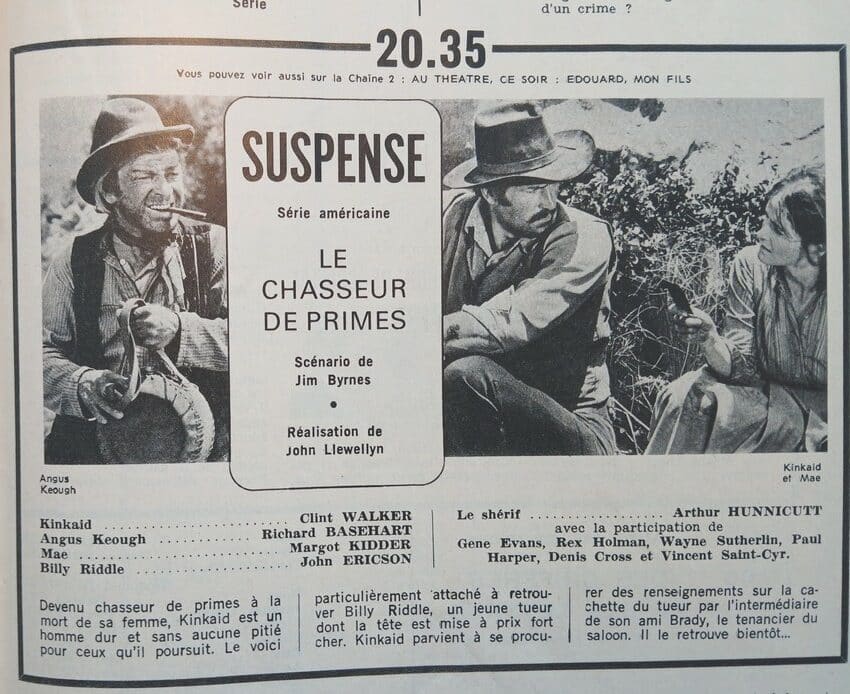 Série
d'un crime ?
20.35
Vous pouvez voir aussi sur la Chaîne 2 : AU THEATRE, CE SOIR : EDOUARD, MON FILS
SUSPENSE
Série américaine
LE
CHASSEUR
DE PRIMES
Scénario de
Jim Byrnes
•
Réalisation de
John Llewellyn
Angus
Keough
Kinkaid
et Mae
Kinkaid .............................. Clint WALKER
Angus Keough .................. Richard BASEHART
Mae .................................. Margot KIDDER
Billy Riddle ........................ John ERICSON
Le shérif .................. Arthur HUNNICUTT
avec la participation de
Gene Evans, Rex Holman, Wayne Sutherlin, Paul
Harper, Denis Cross et Vincent Saint-Cyr.
Devenu chasseur de primes à la
mort de sa femme, Kinkaid est un
homme dur et sans aucune pitié
pour ceux qu'il poursuit. Le voici
particulièrement attaché à retrou-
ver Billy Riddle, un jeune tueur
dont la tête est mise à prix fort
cher. Kinkaid parvient à se procu-
rer des renseignements sur la ca-
chette du tueur par l'intermédiaire
de son ami Brady, le tenancier du
saloon. Il le retrouve bientôt...